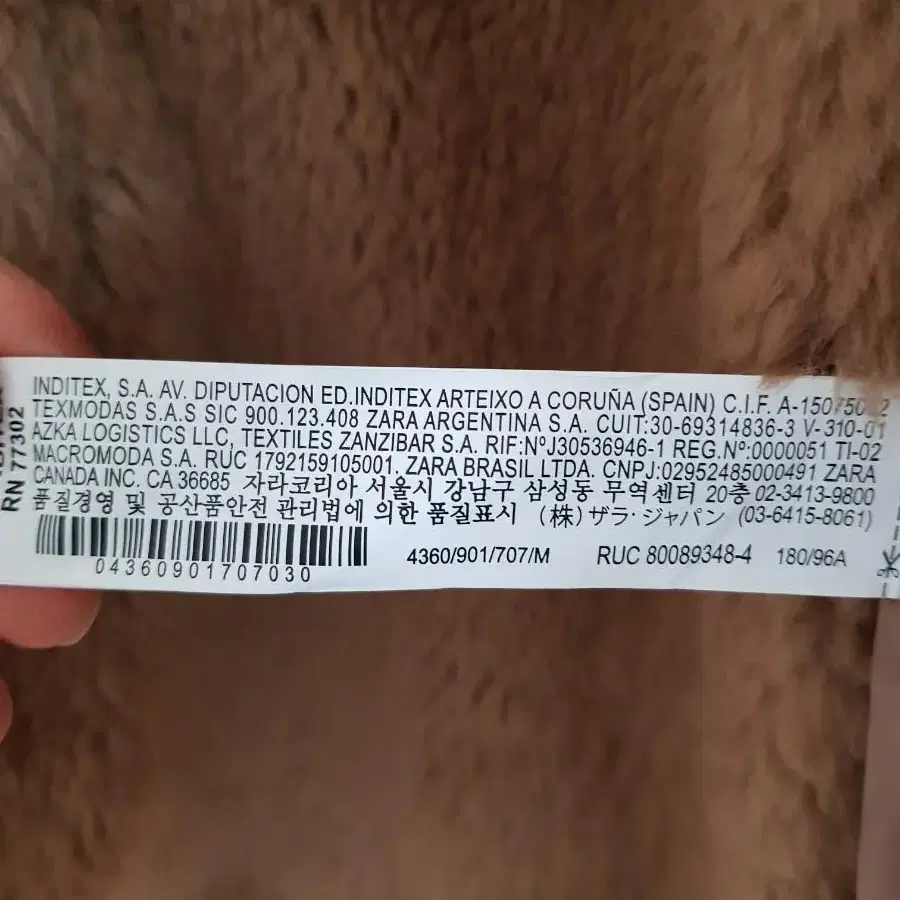 RN 77302
INDITEX, S.A. AV. DIPUTACION ED.INDITEX ARTEIXO A CORUÑA (SPAIN) C.I.F.
TEXMODAS S.A.S SIC 900.123.408 ZARA ARGENTINA S.A. CUIT:30-69314836-3 V-310-01
AZKA LOGISTICS LLC, TEXTILES ZANZIBAR S.A. RIF:NºJ30536946-1 REG.Nº:0000051 TI-02
MACROMODA S.A. RUC 1792159105001. ZARA BRASIL LTDA. CNPJ:02952485000491 ZARA
CANADA INC. CA 36685 자라코리아 서울시 강남구 삼성동 무역센터 20층 02-3413-9800
품질경영 및 공산품안전 관리법에 의한 품질표시 (株)ザラ・ジャパン (03-6415-8061)
04360901707030
4360/901/707/M RUC 80089348-4 180/96A